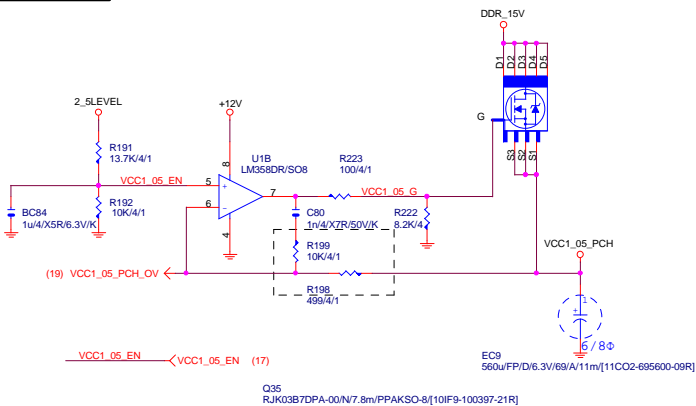 DDR_15V
D1
D2
D3
D4
D5
G
S3
S2
S1
2_5LEVEL
+12V
R191
13.7K/4/1
U1B
LM358DR/SO8
R223
100/4/1
8
VCC1_05_EN
5
+
7
VCC1_05_G
6
-
BC84
1u/4/X5R/6.3V/K
R192
10K/4/1
4
C80
1n/4/X7R/50V/K
R222
8.2K/4
R199
10K/4/1
VCC1_05_PCH
(19) VCC1_05_PCH_OV
R198
499/4/1
1
+
6/8Φ
VCC1_05_EN
VCC1_05_EN (17)
EC9
560u/FP/D/6.3V/69/A/11m/[11CO2-695600-09R]
Q35
RJK03B7DPA-00/N/7.8m/PPAKSO-8/[10IF9-100397-21R]